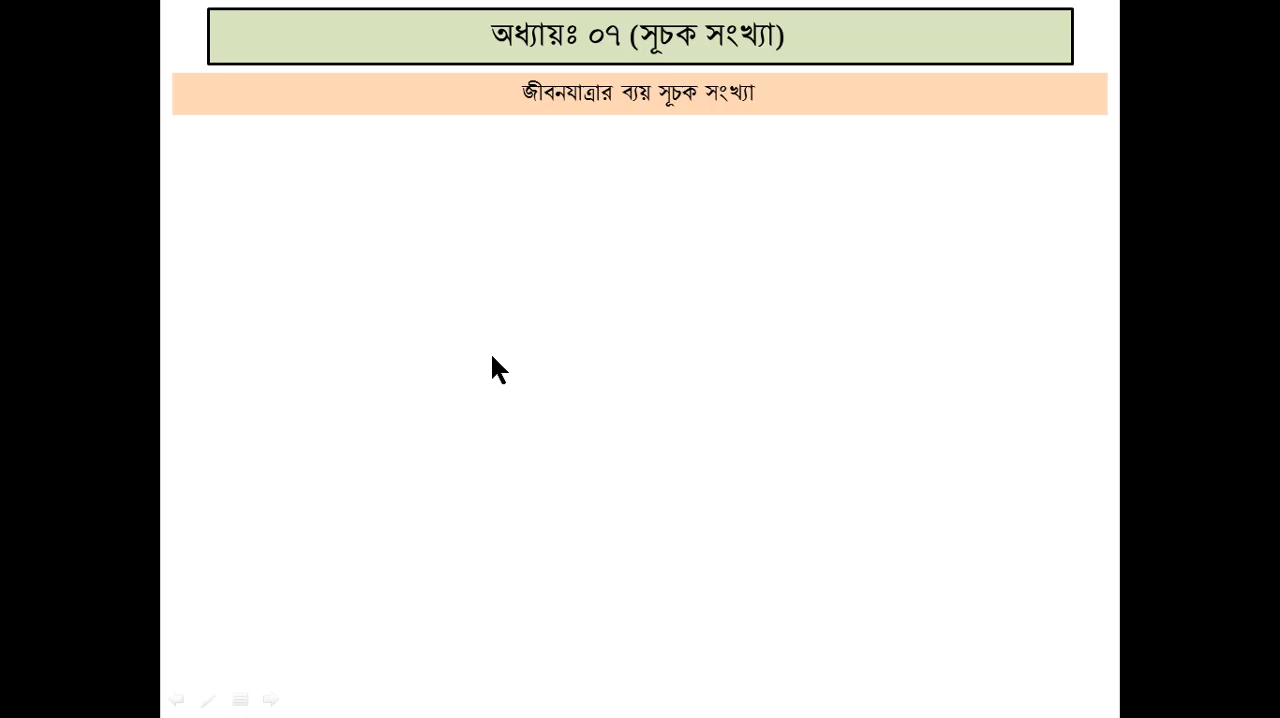 অধ্যায়ঃ ০৭ (সূচক সংখ্যা)
জীবনযাত্রার ব্যয় সূচক সংখ্যা